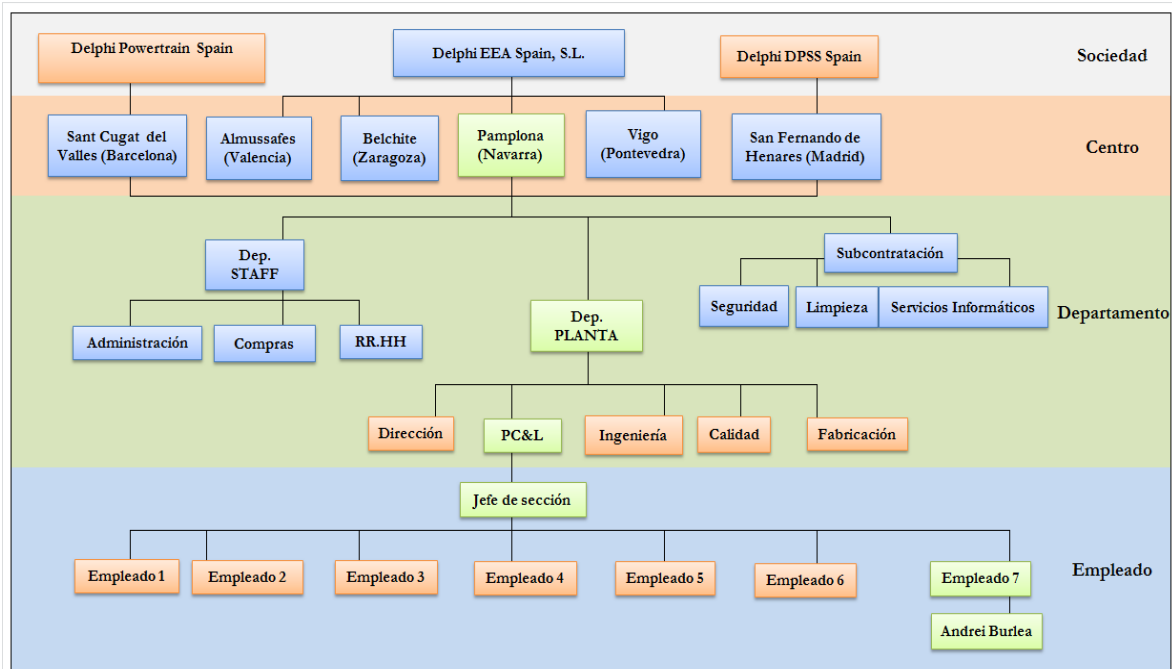 Delphi Powertrain Spain
Delphi EEA Spain, S.L.
Delphi DPSS Spain
Sociedad
Sant Cugat del
Valles (Barcelona)
Almussafes
(Valencia)
Belchite
(Zaragoza)
Pamplona
(Navarra)
Vigo
(Pontevedra)
San Fernando de
Henares (Madrid)
Centro
Dep.
STAFF
Subcontratación
Administración
Compras
RR.HH
Dep.
PLANTA
Seguridad
Limpieza
Servicios Informáticos
Departamento
Dirección
PC&L
Ingeniería
Calidad
Fabricación
Jefe de sección
Empleado 1
Empleado 2
Empleado 3
Empleado 4
Empleado 5
Empleado 6
Empleado 7
Empleado
Andrei Burlea